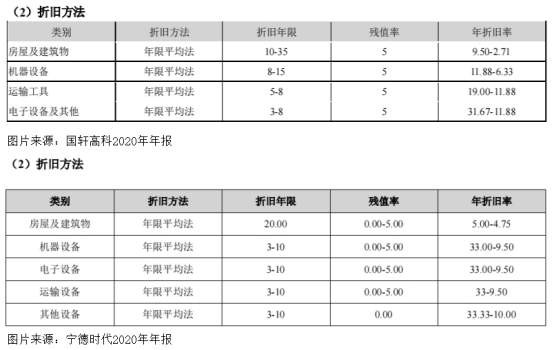 （2）折旧方法
类别 折旧方法 折旧年限 残值率 年折旧率
房屋及建筑物 年限平均法 10-35 5 9.50-2.71
机器设备 年限平均法 8-15 5 11.88-6.33
运输工具 年限平均法 5-8 5 19.00-11.88
电子设备及其他 年限平均法 3-8 5 31.67-11.88
图片来源：国轩高科2020年年报
（2）折旧方法
类别 折旧方法 折旧年限 残值率 年折旧率
房屋及建筑物 年限平均法 20.00 0.00-5.00 5.00-4.75
机器设备 年限平均法 3-10 0.00-5.00 33.00-9.50
电子设备 年限平均法 3-10 0.00-5.00 33.00-9.50
运输设备 年限平均法 3-10 0.00-5.00 33-9.50
其他设备 年限平均法 3-10 0.00 33.33-10.00
图片来源：宁德时代2020年年报